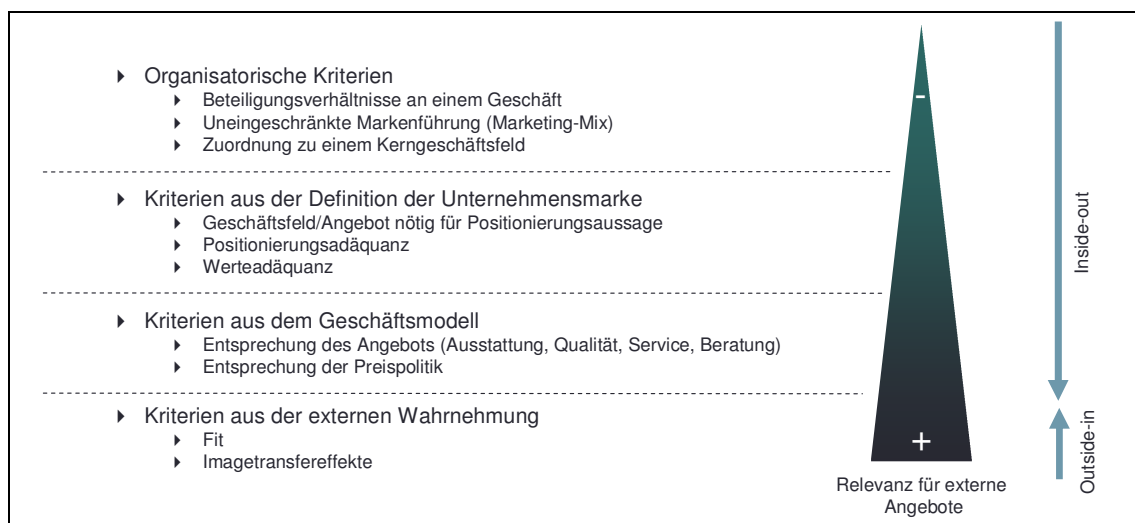 Organisatorische Kriterien
Beteiligungsverhältnisse an einem Geschäft
Uneingeschränkte Markenführung (Marketing-Mix)
Zuordnung zu einem Kerngeschäftsfeld
Kriterien aus der Definition der Unternehmensmarke
Geschäftsfeld/Angebot nötig für Positionierungsaussage
Positionierungsadäquanz
Werteadäquanz
Kriterien aus dem Geschäftsmodell
Entsprechung des Angebots (Ausstattung, Qualität, Service, Beratung)
Entsprechung der Preispolitik
Kriterien aus der externen Wahrnehmung
Fit
Imagetransfereffekte
-
+
Relevanz für externe
Angebote
Inside-out
Outside-in